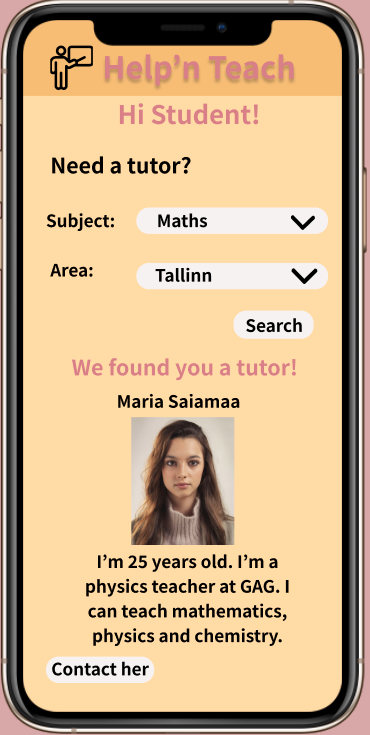 Help'n Teach
Hi Student!
Need a tutor?
Subject: Maths
Area: Tallinn
Search
We found you a tutor!
Maria Saiamaa
I'm 25 years old. I'm a
physics teacher at GAG. I
can teach mathematics,
physics and chemistry.
Contact her